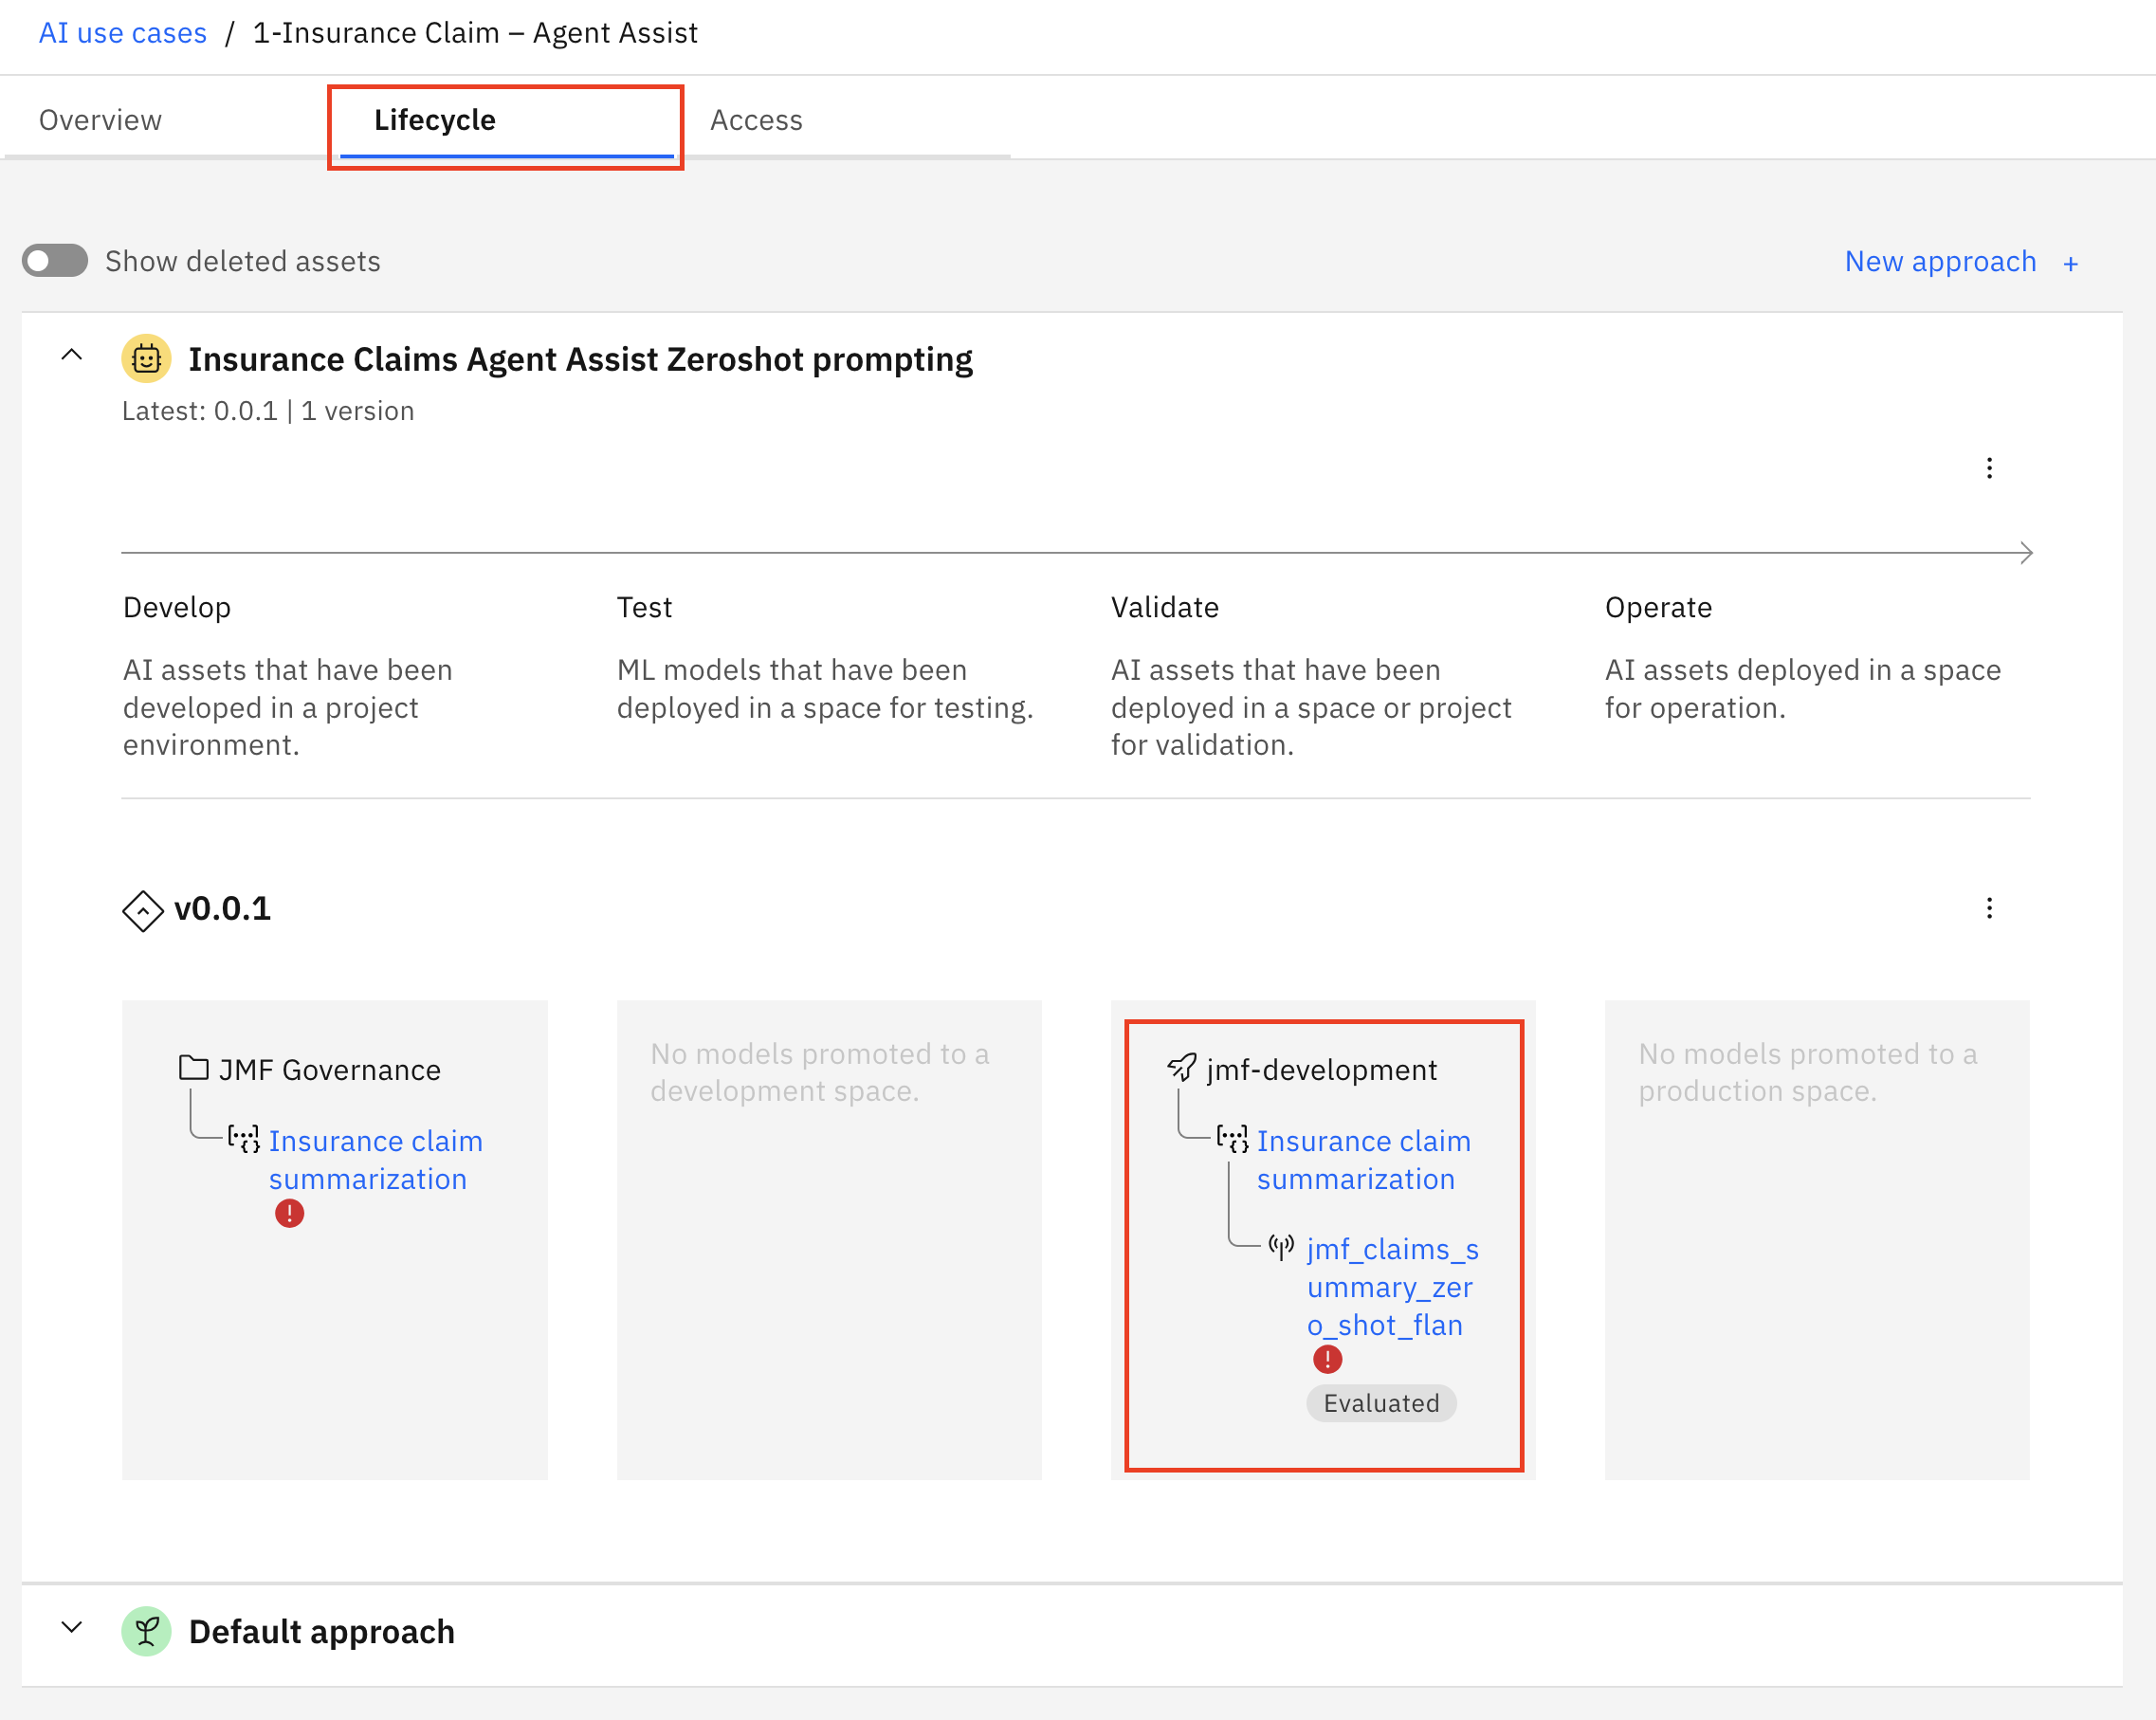 AI use cases / 1-Insurance Claim – Agent Assist
Overview
Lifecycle
Access
Show deleted assets
New approach +
Insurance Claims Agent Assist Zeroshot prompting
Latest: 0.0.1 | 1 version
Develop
AI assets that have been
developed in a project
environment.
Test
ML models that have been
deployed in a space for testing.
Validate
AI assets that have been
deployed in a space or project
for validation.
Operate
AI assets deployed in a space
for operation.
v0.0.1
JMF Governance
Insurance claim
summarization
No models promoted to a
development space.
jmf-development
Insurance claim
summarization
jmf_claims_s
ummary_zer
o_shot_flan
Evaluated
No models promoted to a
production space.
Default approach